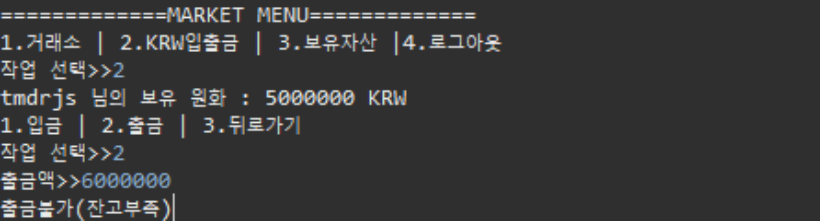 =============MARKET MENU=============
1.거래소 | 2.KRW입출금 | 3.보유자산 |4.로그아웃
작업 선택>>2
tmdrjs 님의 보유 원화 : 5000000 KRW
1.입금 | 2.출금 | 3.뒤로가기
작업 선택>>2
출금액>>6000000
출금불가(잔고부족)